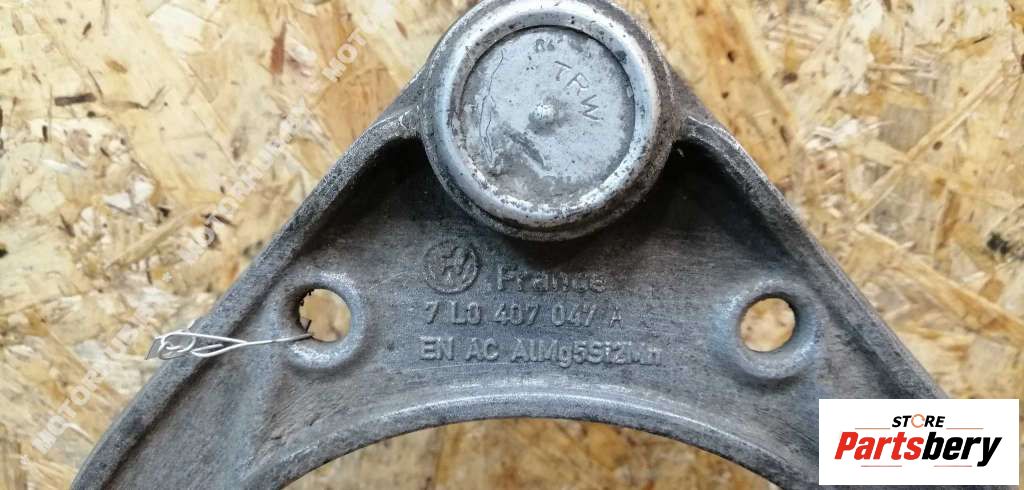 TRW
France
7 L0 407 047 A
EN AC AlMg5Si2Mn
STORE
Partsbery